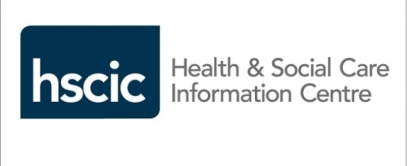 hscic
Health & Social Care
Information Centre